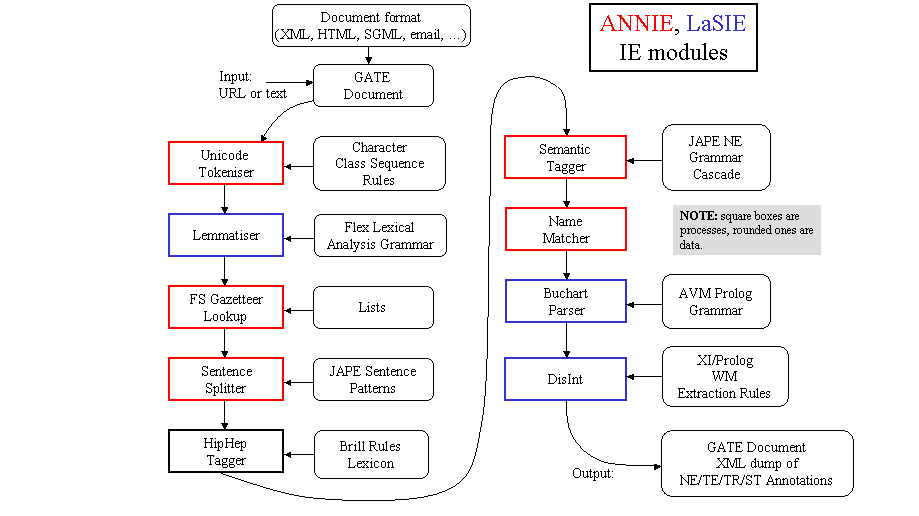 Document format
(XML, HTML, SGML, email, ...)
ANNIE, LaSIE
IE modules
Input:
URL or text
GATE
Document
Unicode
Tokeniser
Character
Class Sequence
Rules
Lemmatiser
Flex Lexical
Analysis Grammar
FS Gazetteer
Lookup
Lists
Sentence
Splitter
JAPE Sentence
Patterns
HipHep
Tagger
Brill Rules
Lexicon
Semantic
Tagger
JAPE NE
Grammar
Cascade
NOTE: square boxes are
processes, rounded ones are
data.
Name
Matcher
Buchart
Parser
AVM Prolog
Grammar
DisInt
XI/Prolog
WM
Extraction Rules
Output:
GATE Document
XML dump of
NE/TE/TR/ST Annotations